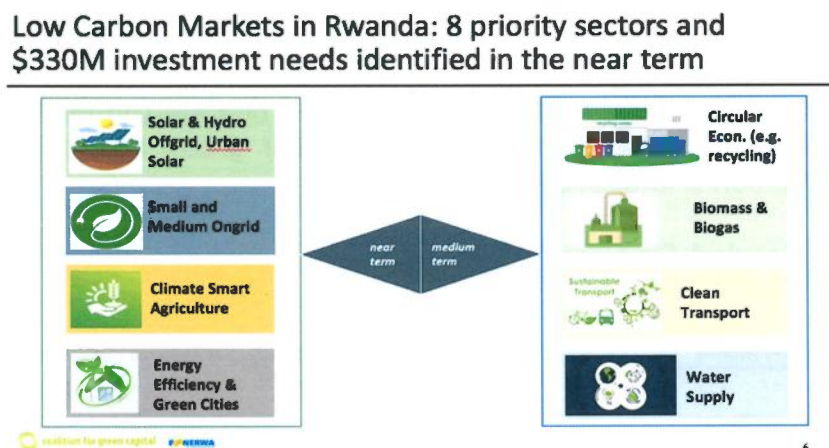 Low Carbon Markets in Rwanda: 8 priority sectors and
$330M investment needs identified in the near term
Solar & Hydro
Offgrid, Urban
Solar
Small and
Medium Ongrid
Climate Smart
Agriculture
Energy
Efficiency &
Green Cities
near
term
medium
term
Circular
Econ. (e.g.
recycling)
Biomass &
Biogas
Sustainable
Transport
Clean
Transport
Water
Supply
coalition for green capital
FONERWA
6